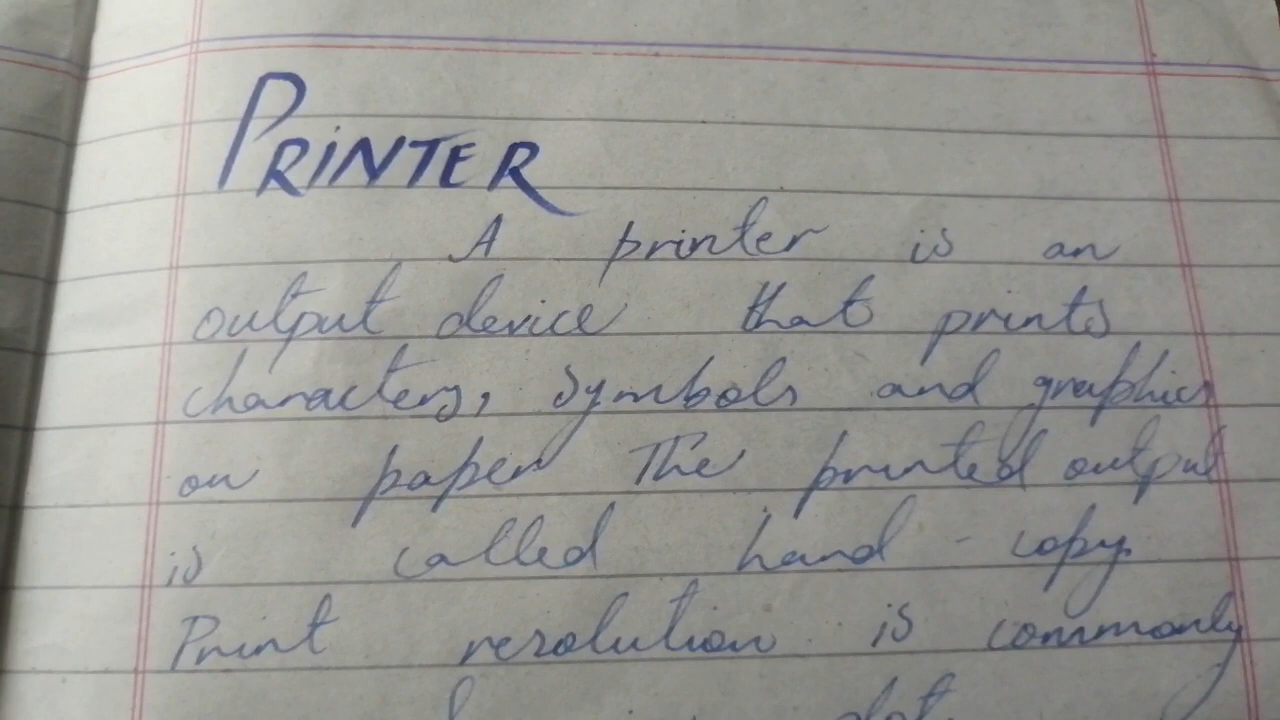 PRINTER
A printer is an
output device that prints
characters, symbols and graphics
on paper The printed output
is called hard - copy.
Print resolution is commonly